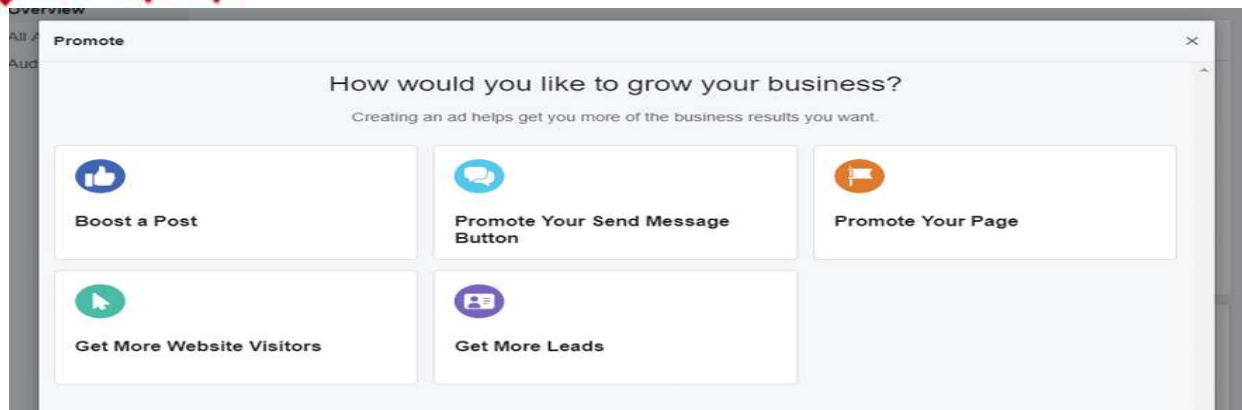 Overview
All A
Aud
Promote
How would you like to grow your business?
Creating an ad helps get you more of the business results you want.
Boost a Post
Promote Your Send Message
Button
Promote Your Page
Get More Website Visitors
Get More Leads